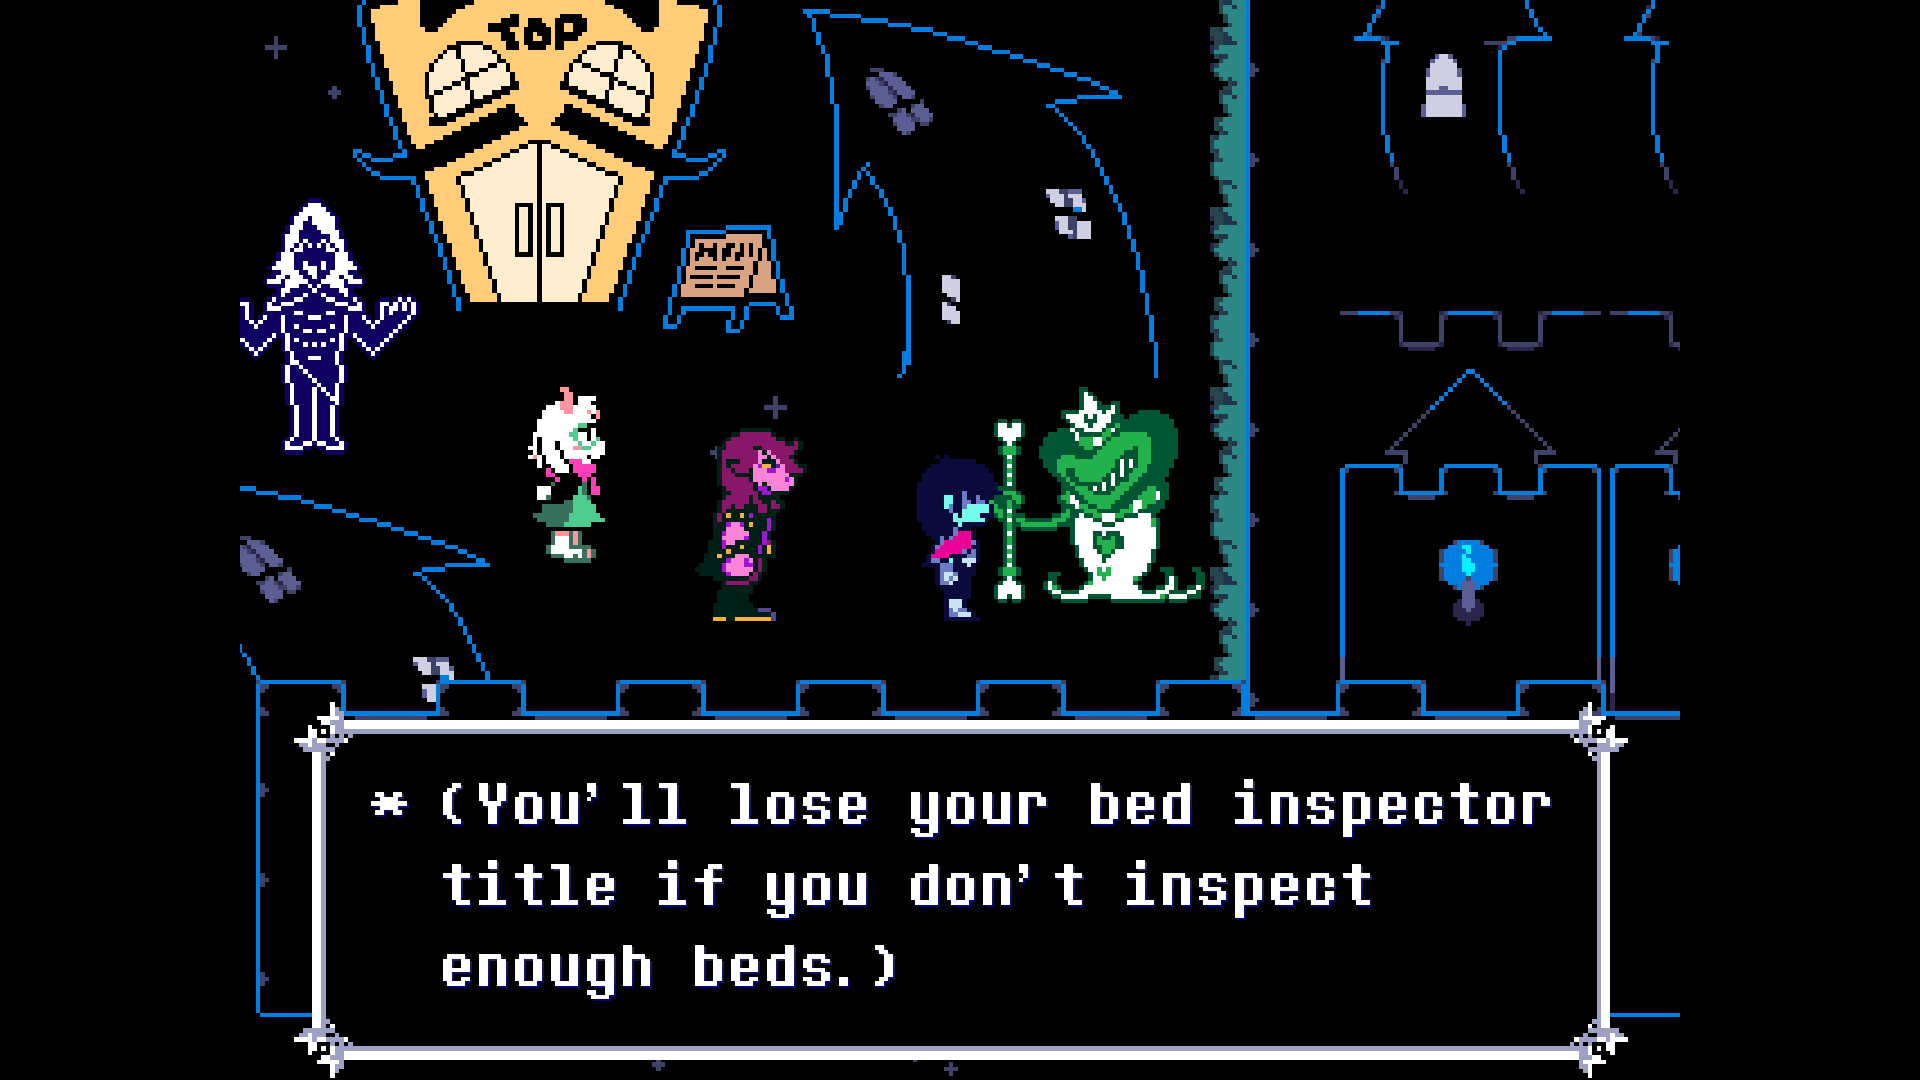 TOP
* (You'll lose your bed inspector
title if you don't inspect
enough beds.)